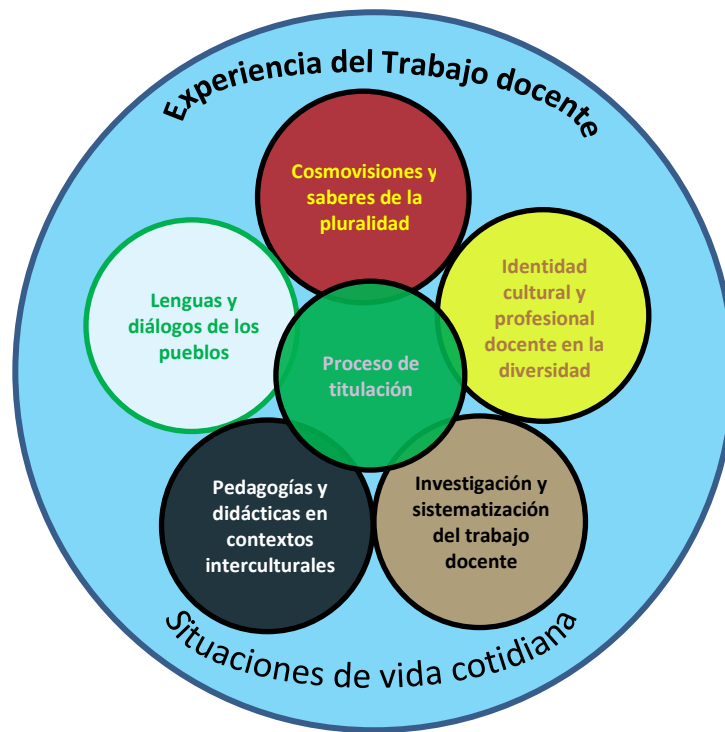 Experiencia del Trabajo docente
Cosmovisiones y
saberes de la
pluralidad
Lenguas y
diálogos de los
pueblos
Identidad
cultural y
profesional
docente en la
diversidad
Proceso de
titulación
Pedagogías y
didácticas en
contextos
interculturales
Investigación y
sistematización
del trabajo
docente
Situaciones de vida cotidiana